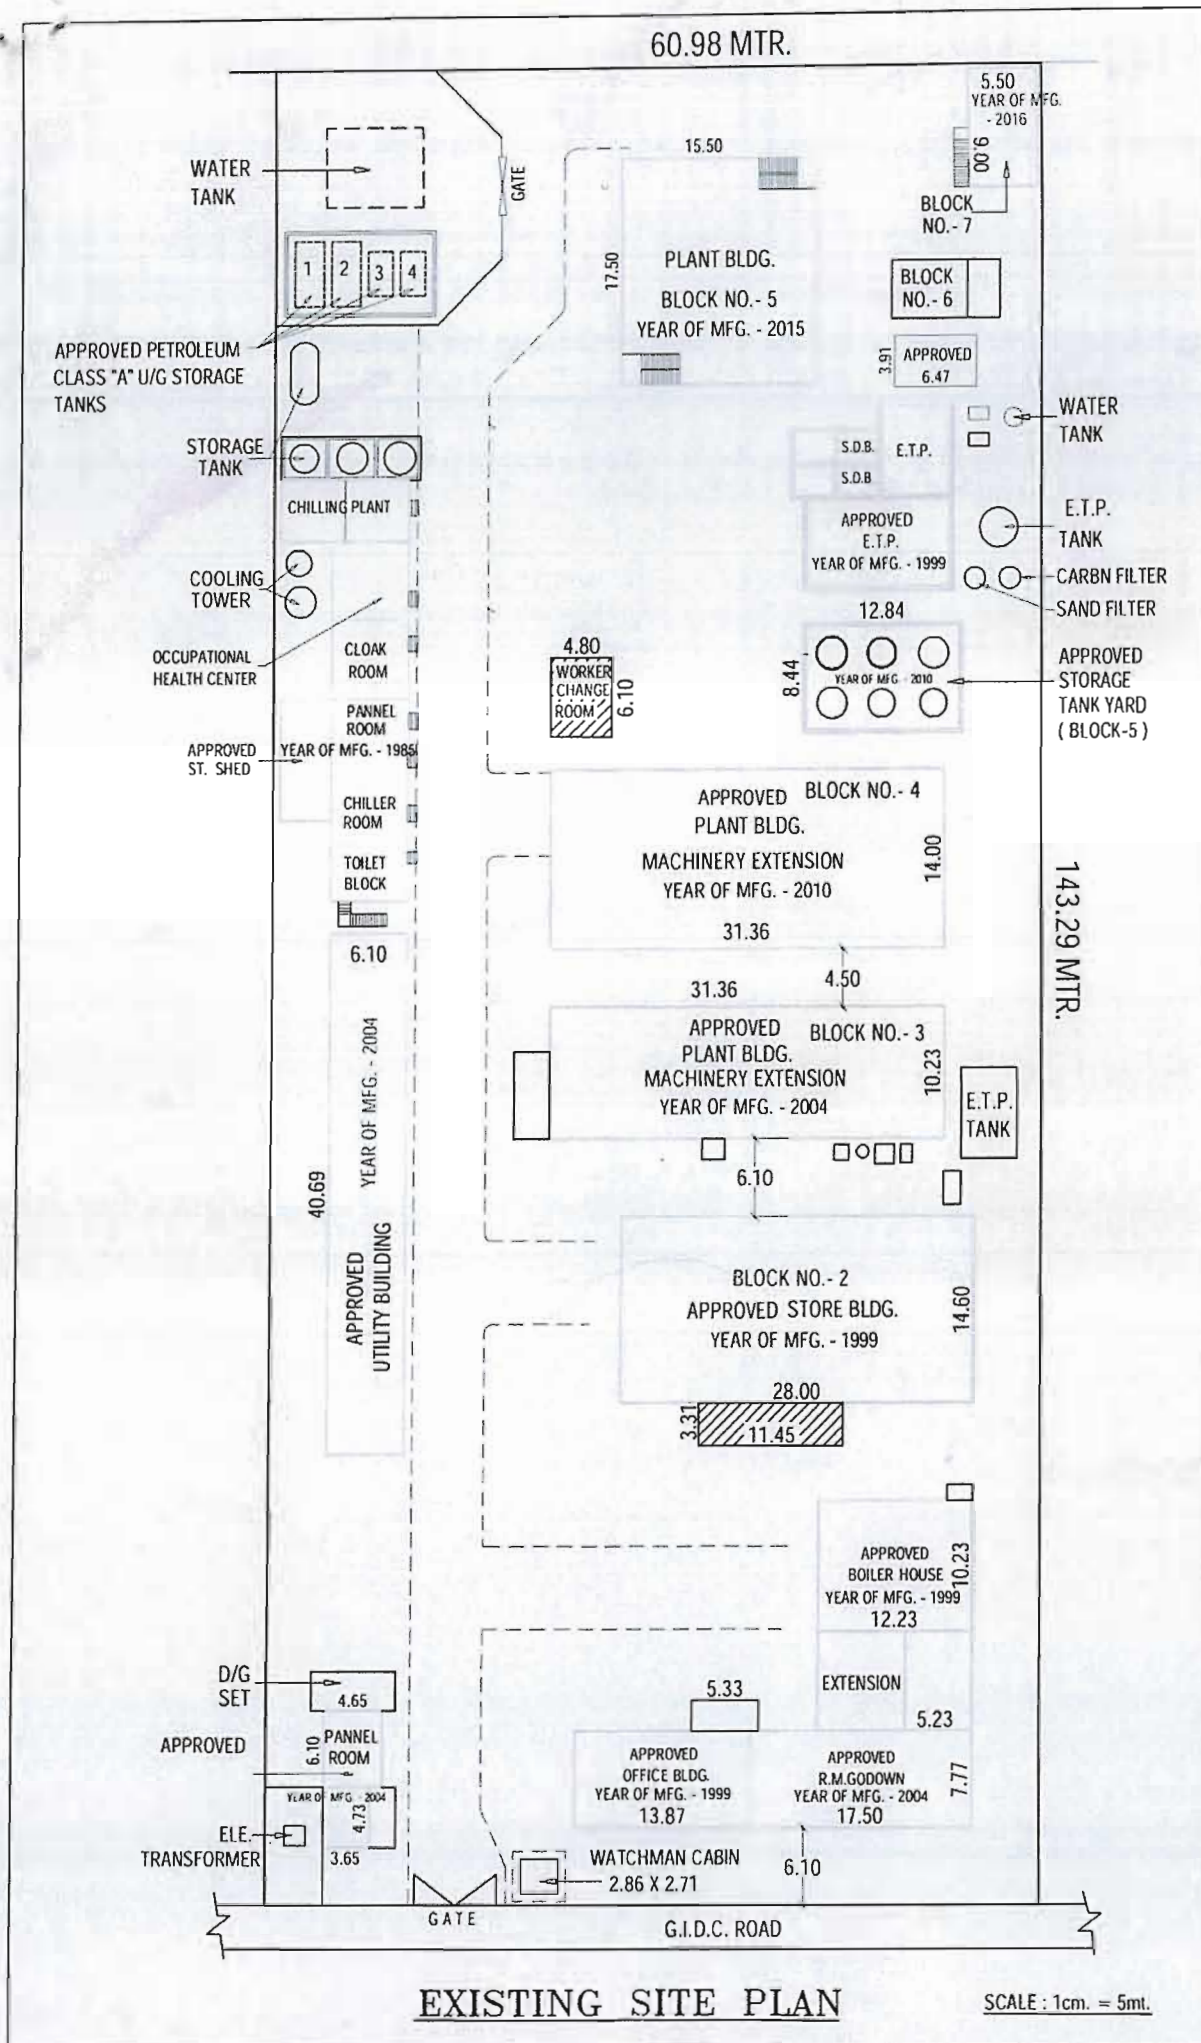 60.98 MTR.
5.50
YEAR OF MFG.
- 2016
9.00
BLOCK
NO.- 7
WATER
TANK
GATE
15.50
17.50
PLANT BLDG.
BLOCK NO.- 5
YEAR OF MFG. - 2015
BLOCK
NO.- 6
1 2 3 4
APPROVED PETROLEUM
CLASS "A" U/G STORAGE
TANKS
3.91
APPROVED
6.47
WATER
TANK
STORAGE
TANK
S.D.B.
S.D.B
E.T.P.
CHILLING PLANT
APPROVED
E.T.P.
YEAR OF MFG. - 1999
E.T.P.
TANK
COOLING
TOWER
CARBN FILTER
SAND FILTER
12.84
OCCUPATIONAL
HEALTH CENTER
CLOAK
ROOM
4.80
WORKER
CHANGE
ROOM
6.10
8.44
YEAR OF MFG - 2010
APPROVED
STORAGE
TANK YARD
( BLOCK-5 )
PANNEL
ROOM
YEAR OF MFG. - 1985
APPROVED
ST. SHED
CHILLER
ROOM
TOILET
BLOCK
APPROVED
PLANT BLDG.
BLOCK NO.- 4
MACHINERY EXTENSION
YEAR OF MFG. - 2010
14.00
31.36
143.29 MTR.
6.10
4.50
31.36
APPROVED
PLANT BLDG.
BLOCK NO.- 3
MACHINERY EXTENSION
YEAR OF MFG. - 2004
10.23
E.T.P.
TANK
6.10
40.69
YEAR OF MFG. - 2004
APPROVED
UTILITY BUILDING
BLOCK NO.- 2
APPROVED STORE BLDG.
YEAR OF MFG. - 1999
14.60
28.00
3.31
11.45
APPROVED
BOILER HOUSE
YEAR OF MFG. - 1999
12.23
10.23
D/G
SET
4.65
EXTENSION
5.33
5.23
APPROVED
6.10
PANNEL
ROOM
YEAR OF MFG. - 2004
4.73
3.65
ELE.
TRANSFORMER
APPROVED
OFFICE BLDG.
YEAR OF MFG. - 1999
13.87
APPROVED
R.M.GODOWN
YEAR OF MFG. - 2004
17.50
7.77
6.10
WATCHMAN CABIN
2.86 X 2.71
GATE
G.I.D.C. ROAD
EXISTING SITE PLAN
SCALE : 1cm. = 5mt.